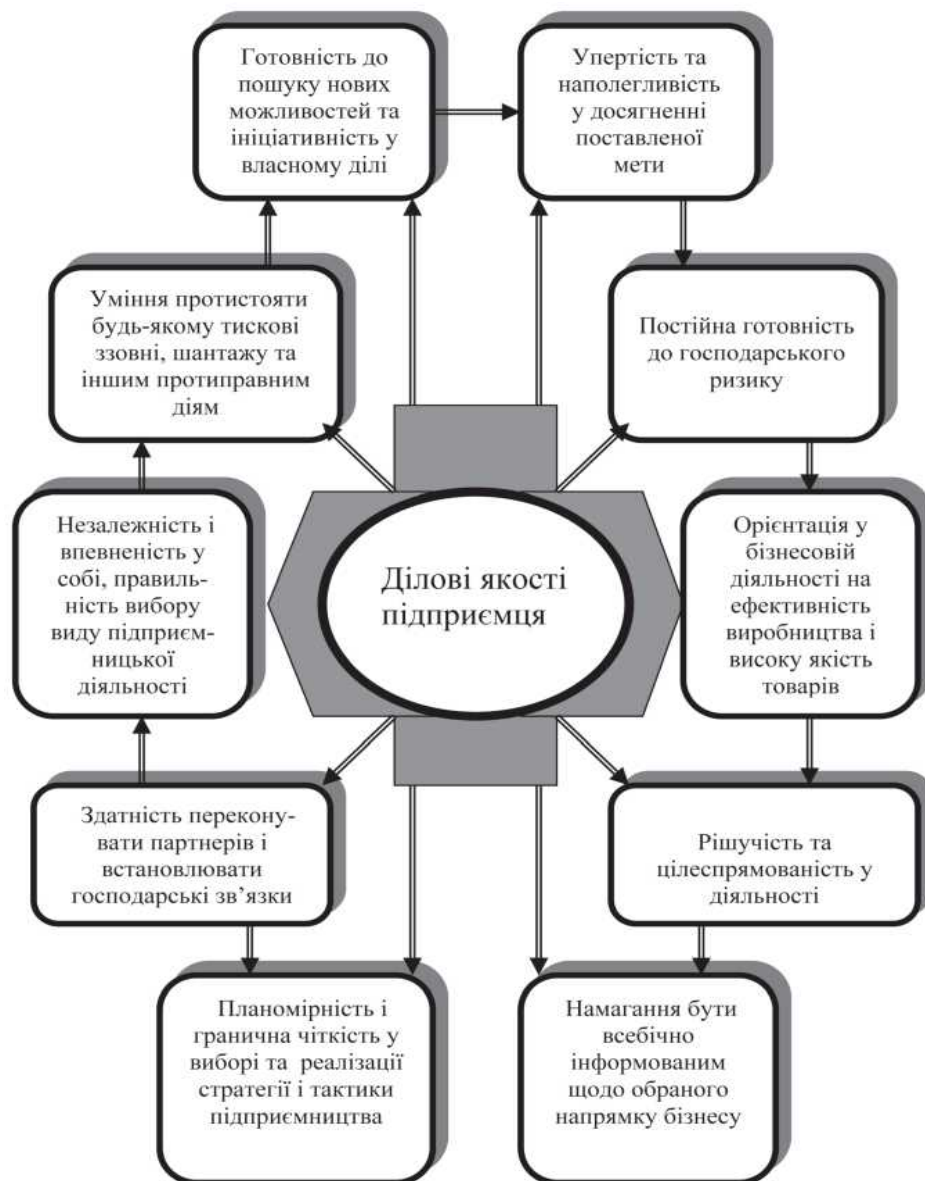 Готовність до
пошуку нових
можливостей та
ініціативність у
власному ділі
Упертість та
наполегливість
у досягненні
поставленої
мети
Уміння протистояти
будь-якому тискові
ззовні, шантажу та
іншим протиправним
діям
Постійна готовність
до господарського
ризику
Незалежність і
впевненість у
собі, правиль-
ність вибору
виду підприєм-
ницької
діяльності
Ділові якості
підприємця
Орієнтація у
бізнесовій
діяльності на
ефективність
виробництва і
високу якість
товарів
Здатність перекону-
вати партнерів і
встановлювати
господарські зв’язки
Рішучість та
цілеспрямованість у
діяльності
Планомірність і
гранична чіткість у
виборі та реалізації
стратегії і тактики
підприємництва
Намагання бути
всебічно
інформованим
щодо обраного
напрямку бізнесу